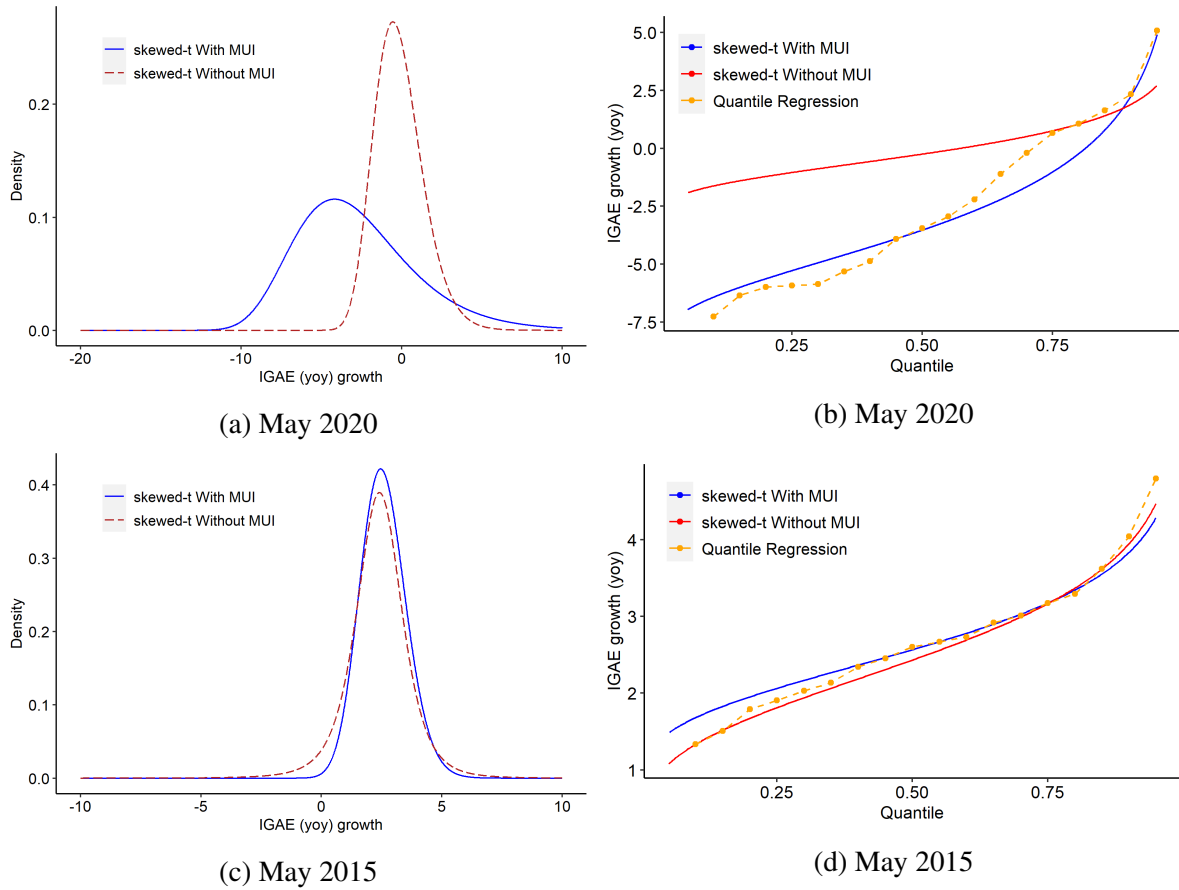 skewed-t With MUI
skewed-t Without MUI
Density
0.2
0.1
0.0
-20
-10
0
10
IGAE (yoy) growth
(a) May 2020
skewed-t With MUI
skewed-t Without MUI
Quantile Regression
IGAE growth (yoy)
5.0
2.5
0.0
-2.5
-5.0
-7.5
0.25
0.50
0.75
Quantile
(b) May 2020
skewed-t With MUI
skewed-t Without MUI
Density
0.4
0.3
0.2
0.1
0.0
-10
-5
0
5
10
IGAE (yoy) growth
(c) May 2015
skewed-t With MUI
skewed-t Without MUI
Quantile Regression
IGAE growth (yoy)
4
3
2
1
0.25
0.50
0.75
Quantile
(d) May 2015